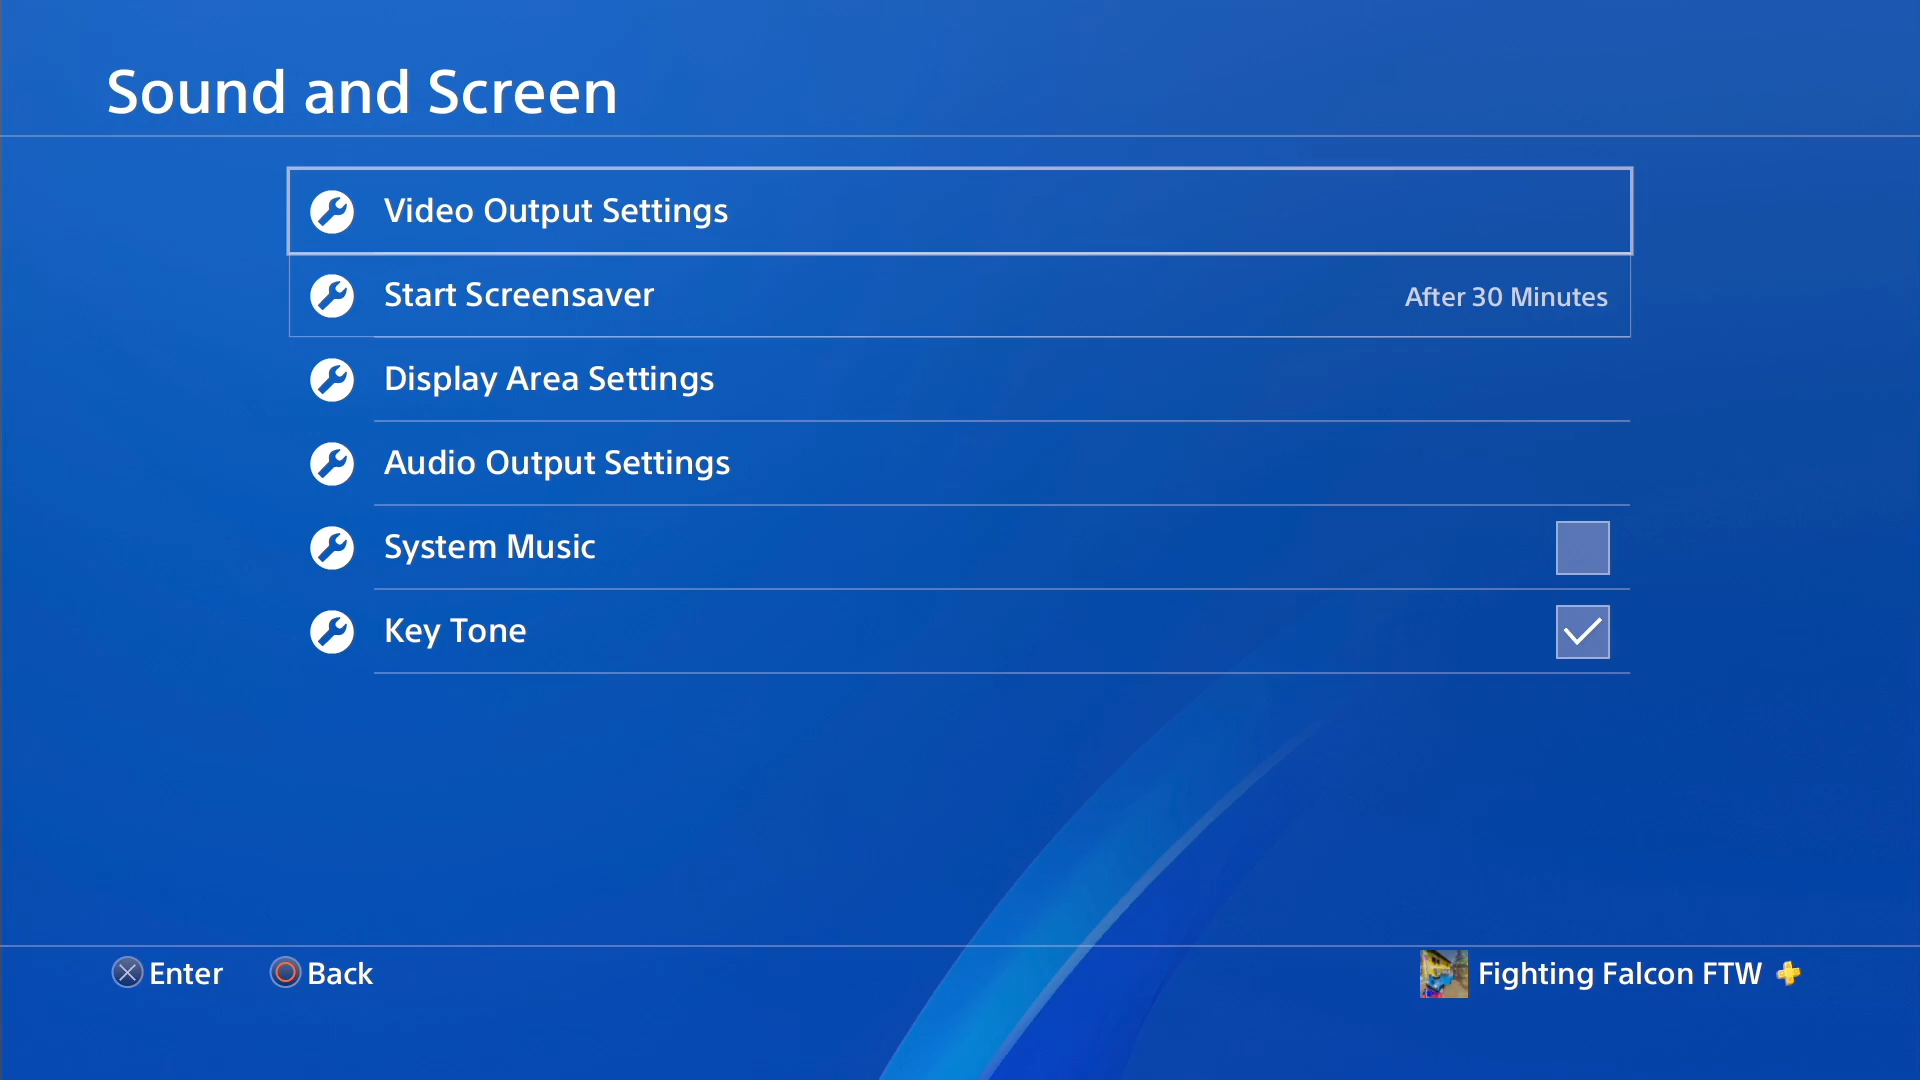 Sound and Screen
Video Output Settings
Start Screensaver After 30 Minutes
Display Area Settings
Audio Output Settings
System Music
Key Tone
Enter Back Fighting Falcon FTW